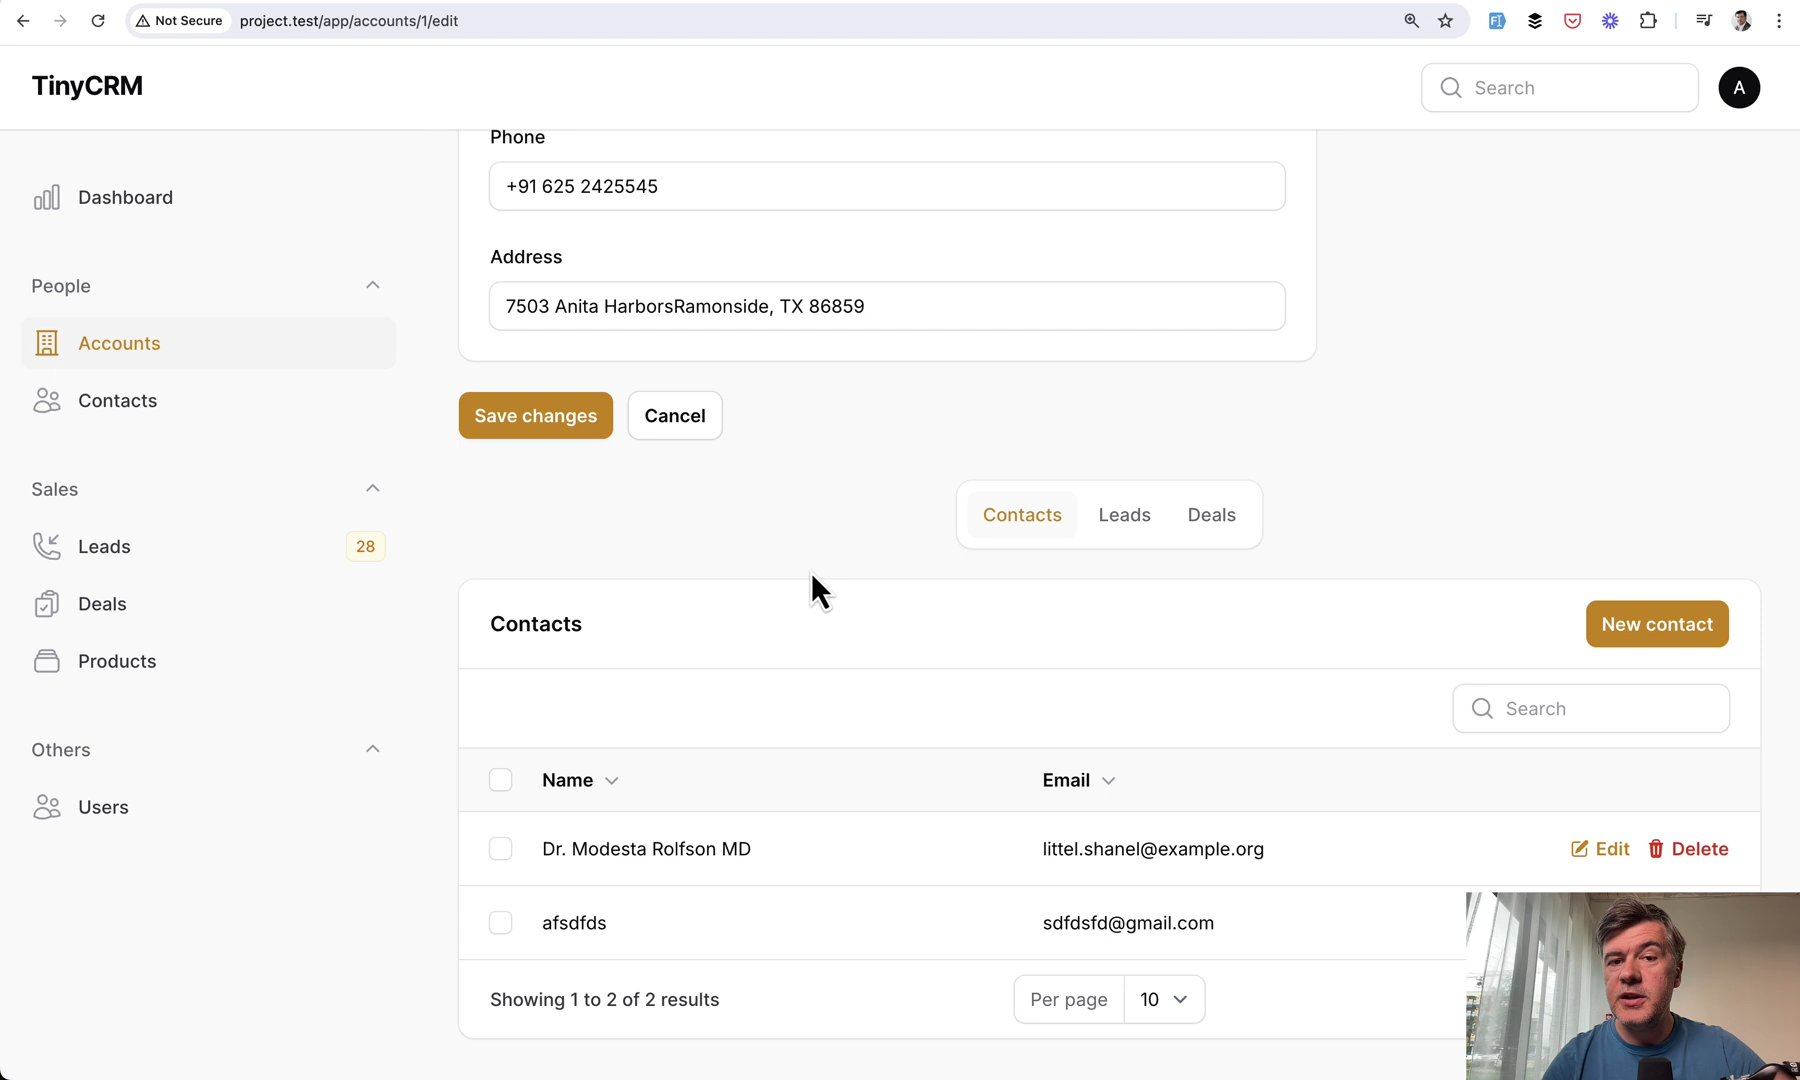 Not Secure project.test/app/accounts/1/edit
TinyCRM
Search
A
Dashboard
People
Accounts
Contacts
Sales
Leads
28
Deals
Products
Others
Users
Phone
+91 625 2425545
Address
7503 Anita HarborsRamonside, TX 86859
Save changes
Cancel
Contacts Leads Deals
Contacts
New contact
Search
Name Email
Dr. Modesta Rolfson MD littel.shanel@example.org Edit Delete
afsdfds sdfdsfd@gmail.com
Showing 1 to 2 of 2 results Per page 10